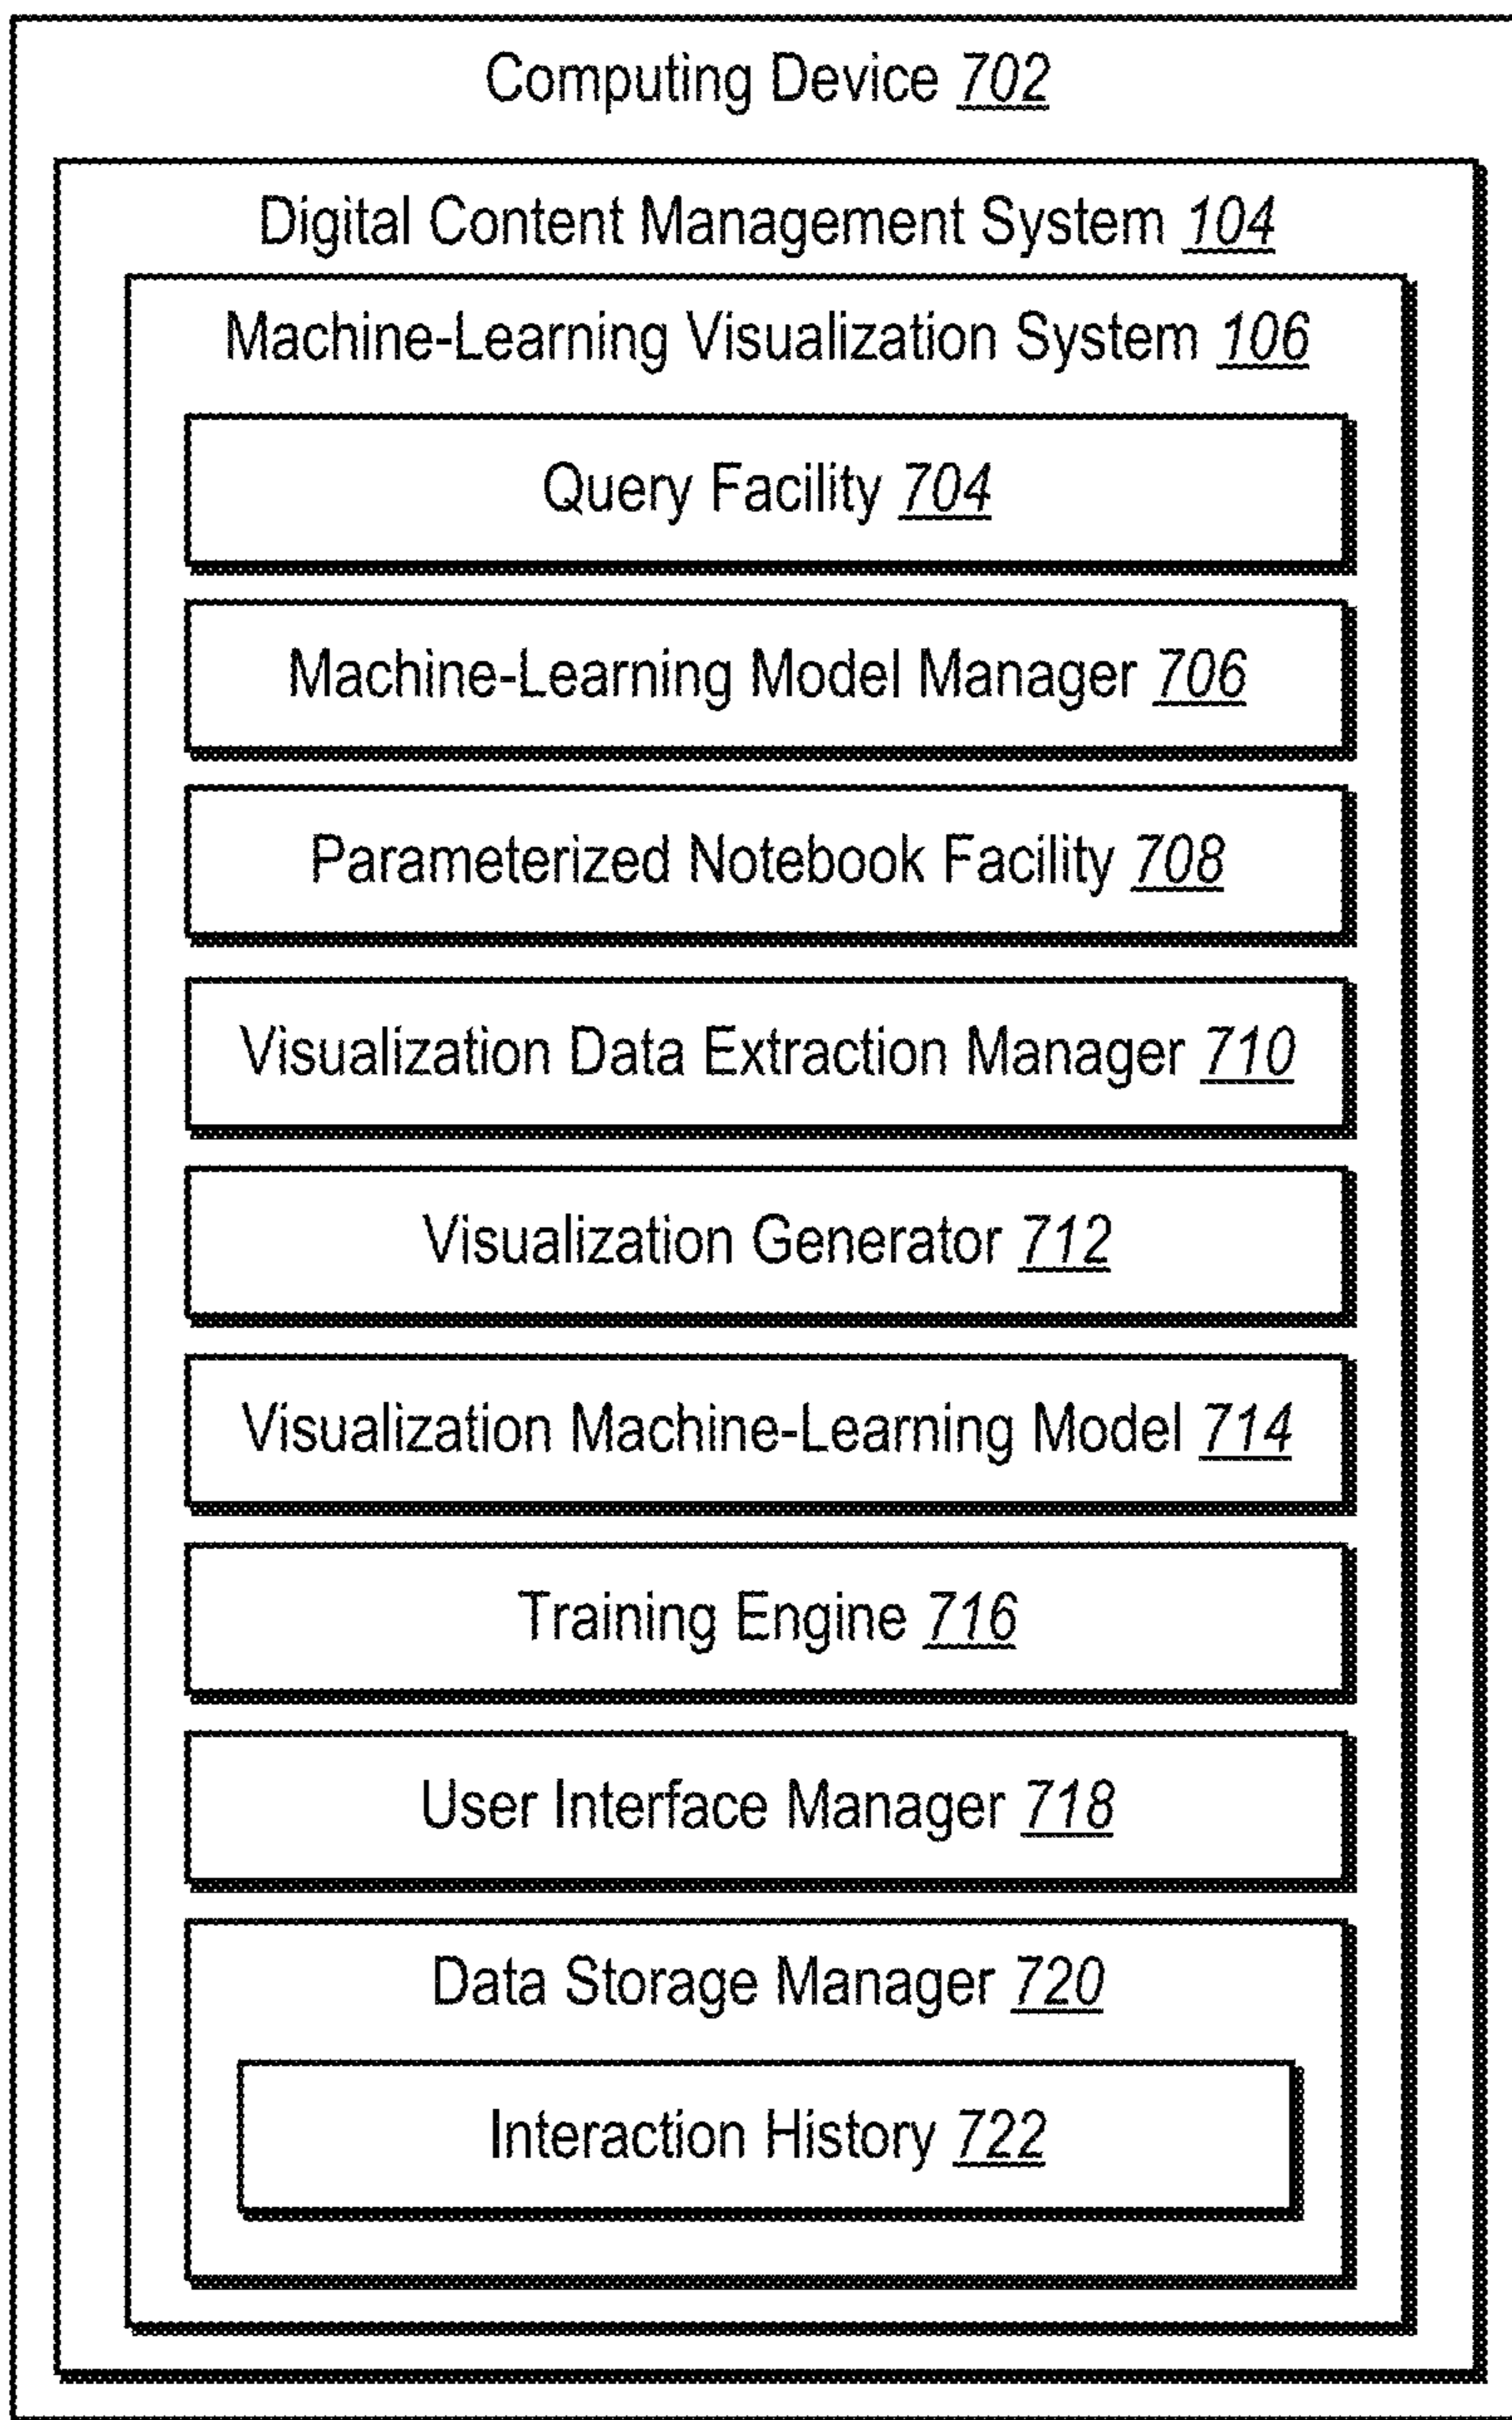 Computing Device 702
Digital Content Management System 104
Machine-Learning Visualization System 106
Query Facility 704
Machine-Learning Model Manager 706
Parameterized Notebook Facility 708
Visualization Data Extraction Manager 710
Visualization Generator 712
Visualization Machine-Learning Model 714
Training Engine 716
User Interface Manager 718
Data Storage Manager 720
Interaction History 722